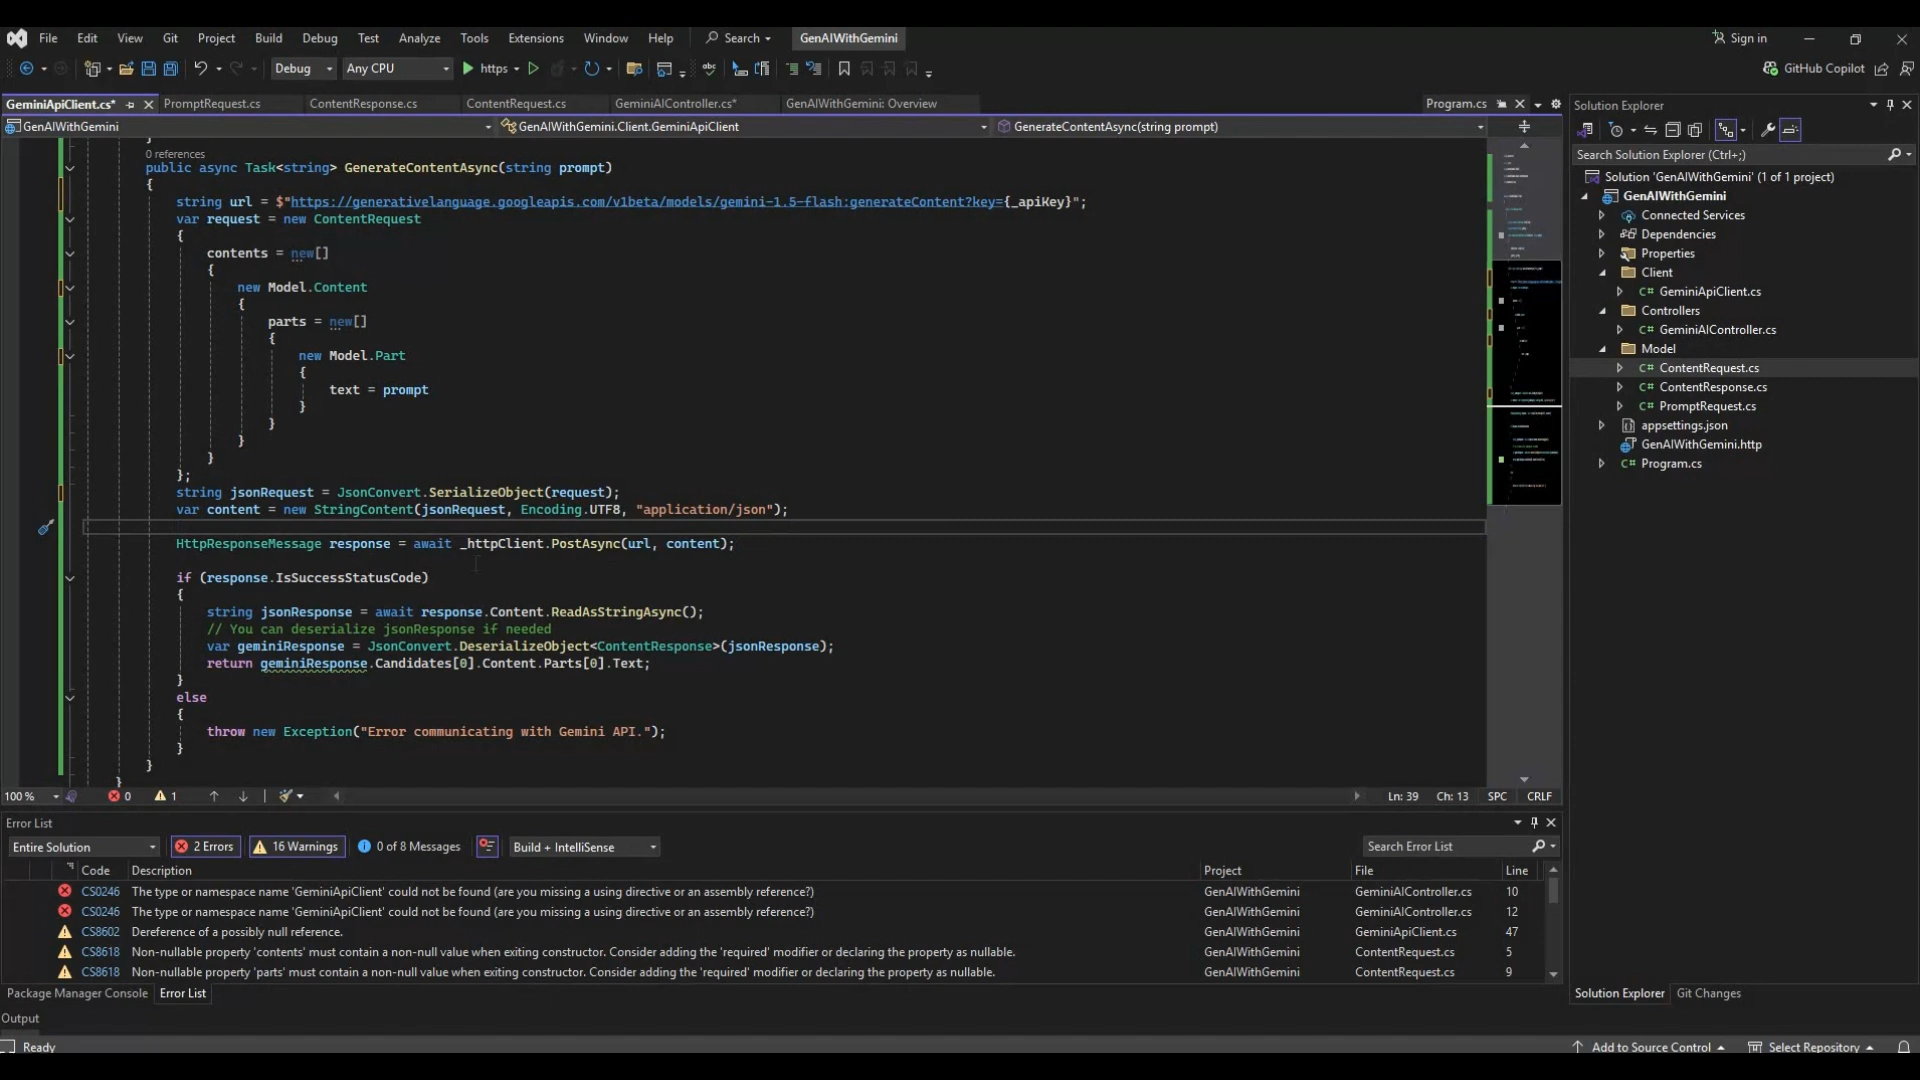 File Edit View Git Project Build Debug Test Analyze Tools Extensions Window Help Search GenAIWithGemini Sign in
Debug Any CPU https GitHub Copilot
GeminiApiClient.cs* PromptRequest.cs ContentResponse.cs ContentRequest.cs GeminiAIController.cs* GenAIWithGemini: Overview Program.cs
GenAIWithGemini GenAIWithGemini.Client.GeminiApiClient GenerateContentAsync(string prompt)
0 references
public async Task<string> GenerateContentAsync(string prompt)
{
string url = $"https://generativelanguage.googleapis.com/v1beta/models/gemini-1.5-flash:generateContent?key={_apiKey}";
var request = new ContentRequest
{
contents = new[]
{
new Model.Content
{
parts = new[]
{
new Model.Part
{
text = prompt
}
}
}
}
};
string jsonRequest = JsonConvert.SerializeObject(request);
var content = new StringContent(jsonRequest, Encoding.UTF8, "application/json");
HttpResponseMessage response = await _httpClient.PostAsync(url, content);
if (response.IsSuccessStatusCode)
{
string jsonResponse = await response.Content.ReadAsStringAsync();
// You can deserialize jsonResponse if needed
var geminiResponse = JsonConvert.DeserializeObject<ContentResponse>(jsonResponse);
return geminiResponse.Candidates[0].Content.Parts[0].Text;
}
else
{
throw new Exception("Error communicating with Gemini API.");
}
}
}
100 % 0 1 Ln: 39 Ch: 13 SPC CRLF
Error List
Entire Solution 2 Errors 16 Warnings 0 of 8 Messages Build + IntelliSense Search Error List
Code Description Project File Line
CS0246 The type or namespace name 'GeminiApiClient' could not be found (are you missing a using directive or an assembly reference?) GenAIWithGemini GeminiAIController.cs 10
CS0246 The type or namespace name 'GeminiApiClient' could not be found (are you missing a using directive or an assembly reference?) GenAIWithGemini GeminiAIController.cs 12
CS8602 Dereference of a possibly null reference. GenAIWithGemini GeminiApiClient.cs 47
CS8618 Non-nullable property 'contents' must contain a non-null value when exiting constructor. Consider adding the 'required' modifier or declaring the property as nullable. GenAIWithGemini ContentRequest.cs 5
CS8618 Non-nullable property 'parts' must contain a non-null value when exiting constructor. Consider adding the 'required' modifier or declaring the property as nullable. GenAIWithGemini ContentRequest.cs 9
Package Manager Console Error List
Output
Ready
Solution Explorer
Search Solution Explorer (Ctrl+;)
Solution 'GenAIWithGemini' (1 of 1 project)
GenAIWithGemini
Connected Services
Dependencies
Properties
Client
C# GeminiApiClient.cs
Controllers
C# GeminiAIController.cs
Model
C# ContentRequest.cs
C# ContentResponse.cs
C# PromptRequest.cs
appsettings.json
GenAIWithGemini.http
C# Program.cs
Solution Explorer Git Changes
Add to Source Control Select Repository